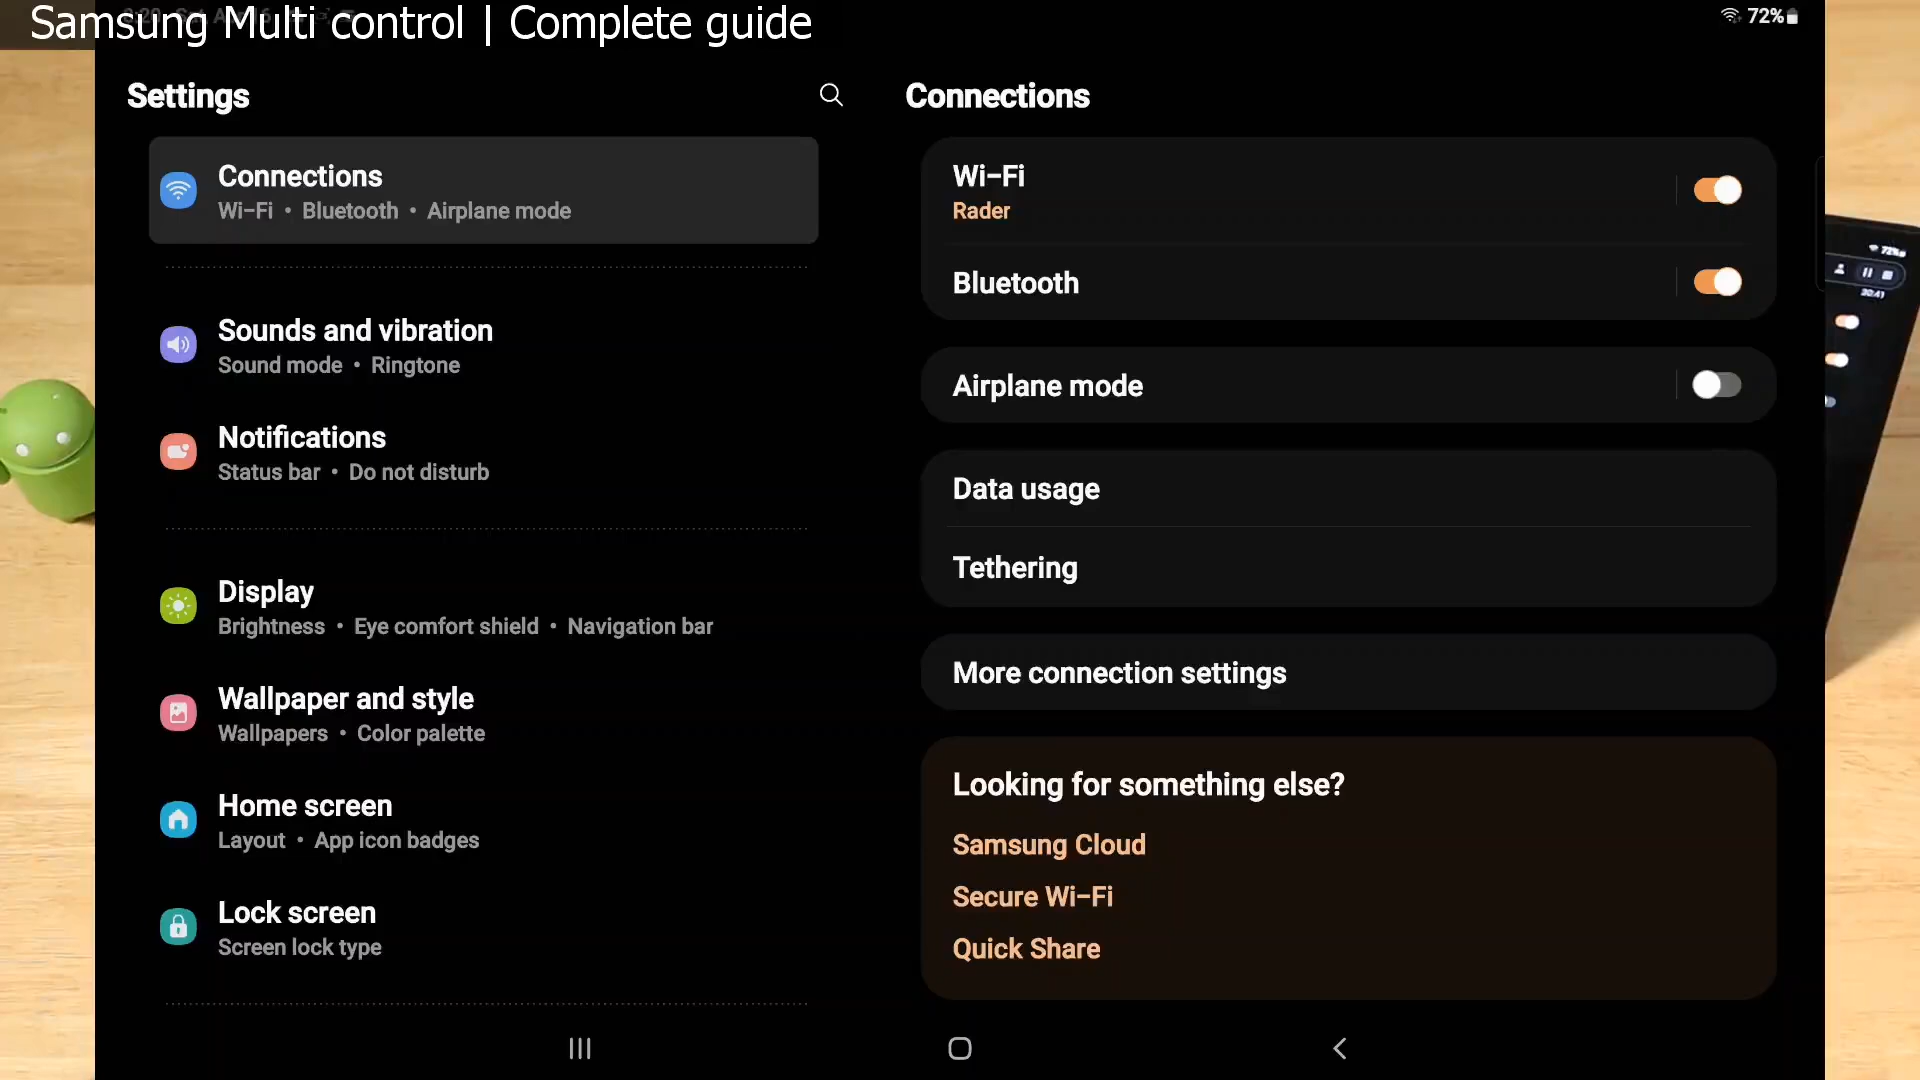 Samsung Multi control | Complete guide
72%
Settings
Connections
Wi-Fi • Bluetooth • Airplane mode
Sounds and vibration
Sound mode • Ringtone
Notifications
Status bar • Do not disturb
Display
Brightness • Eye comfort shield • Navigation bar
Wallpaper and style
Wallpapers • Color palette
Home screen
Layout • App icon badges
Lock screen
Screen lock type
Connections
Wi-Fi
Rader
Bluetooth
Airplane mode
Data usage
Tethering
More connection settings
Looking for something else?
Samsung Cloud
Secure Wi-Fi
Quick Share
72%
30:41